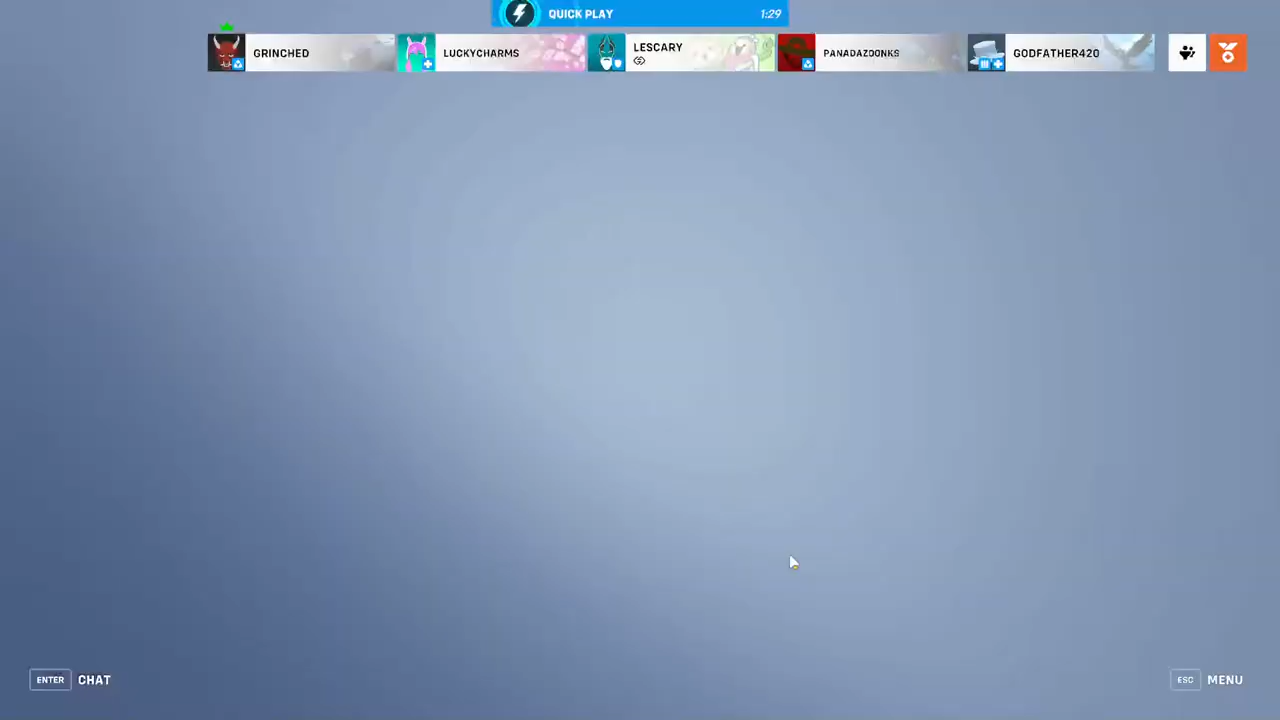 QUICK PLAY 1:29
GRINCHED LUCKYCHARMS LESCARY PANADAZOONKS GODFATHER420
ENTER CHAT ESC MENU